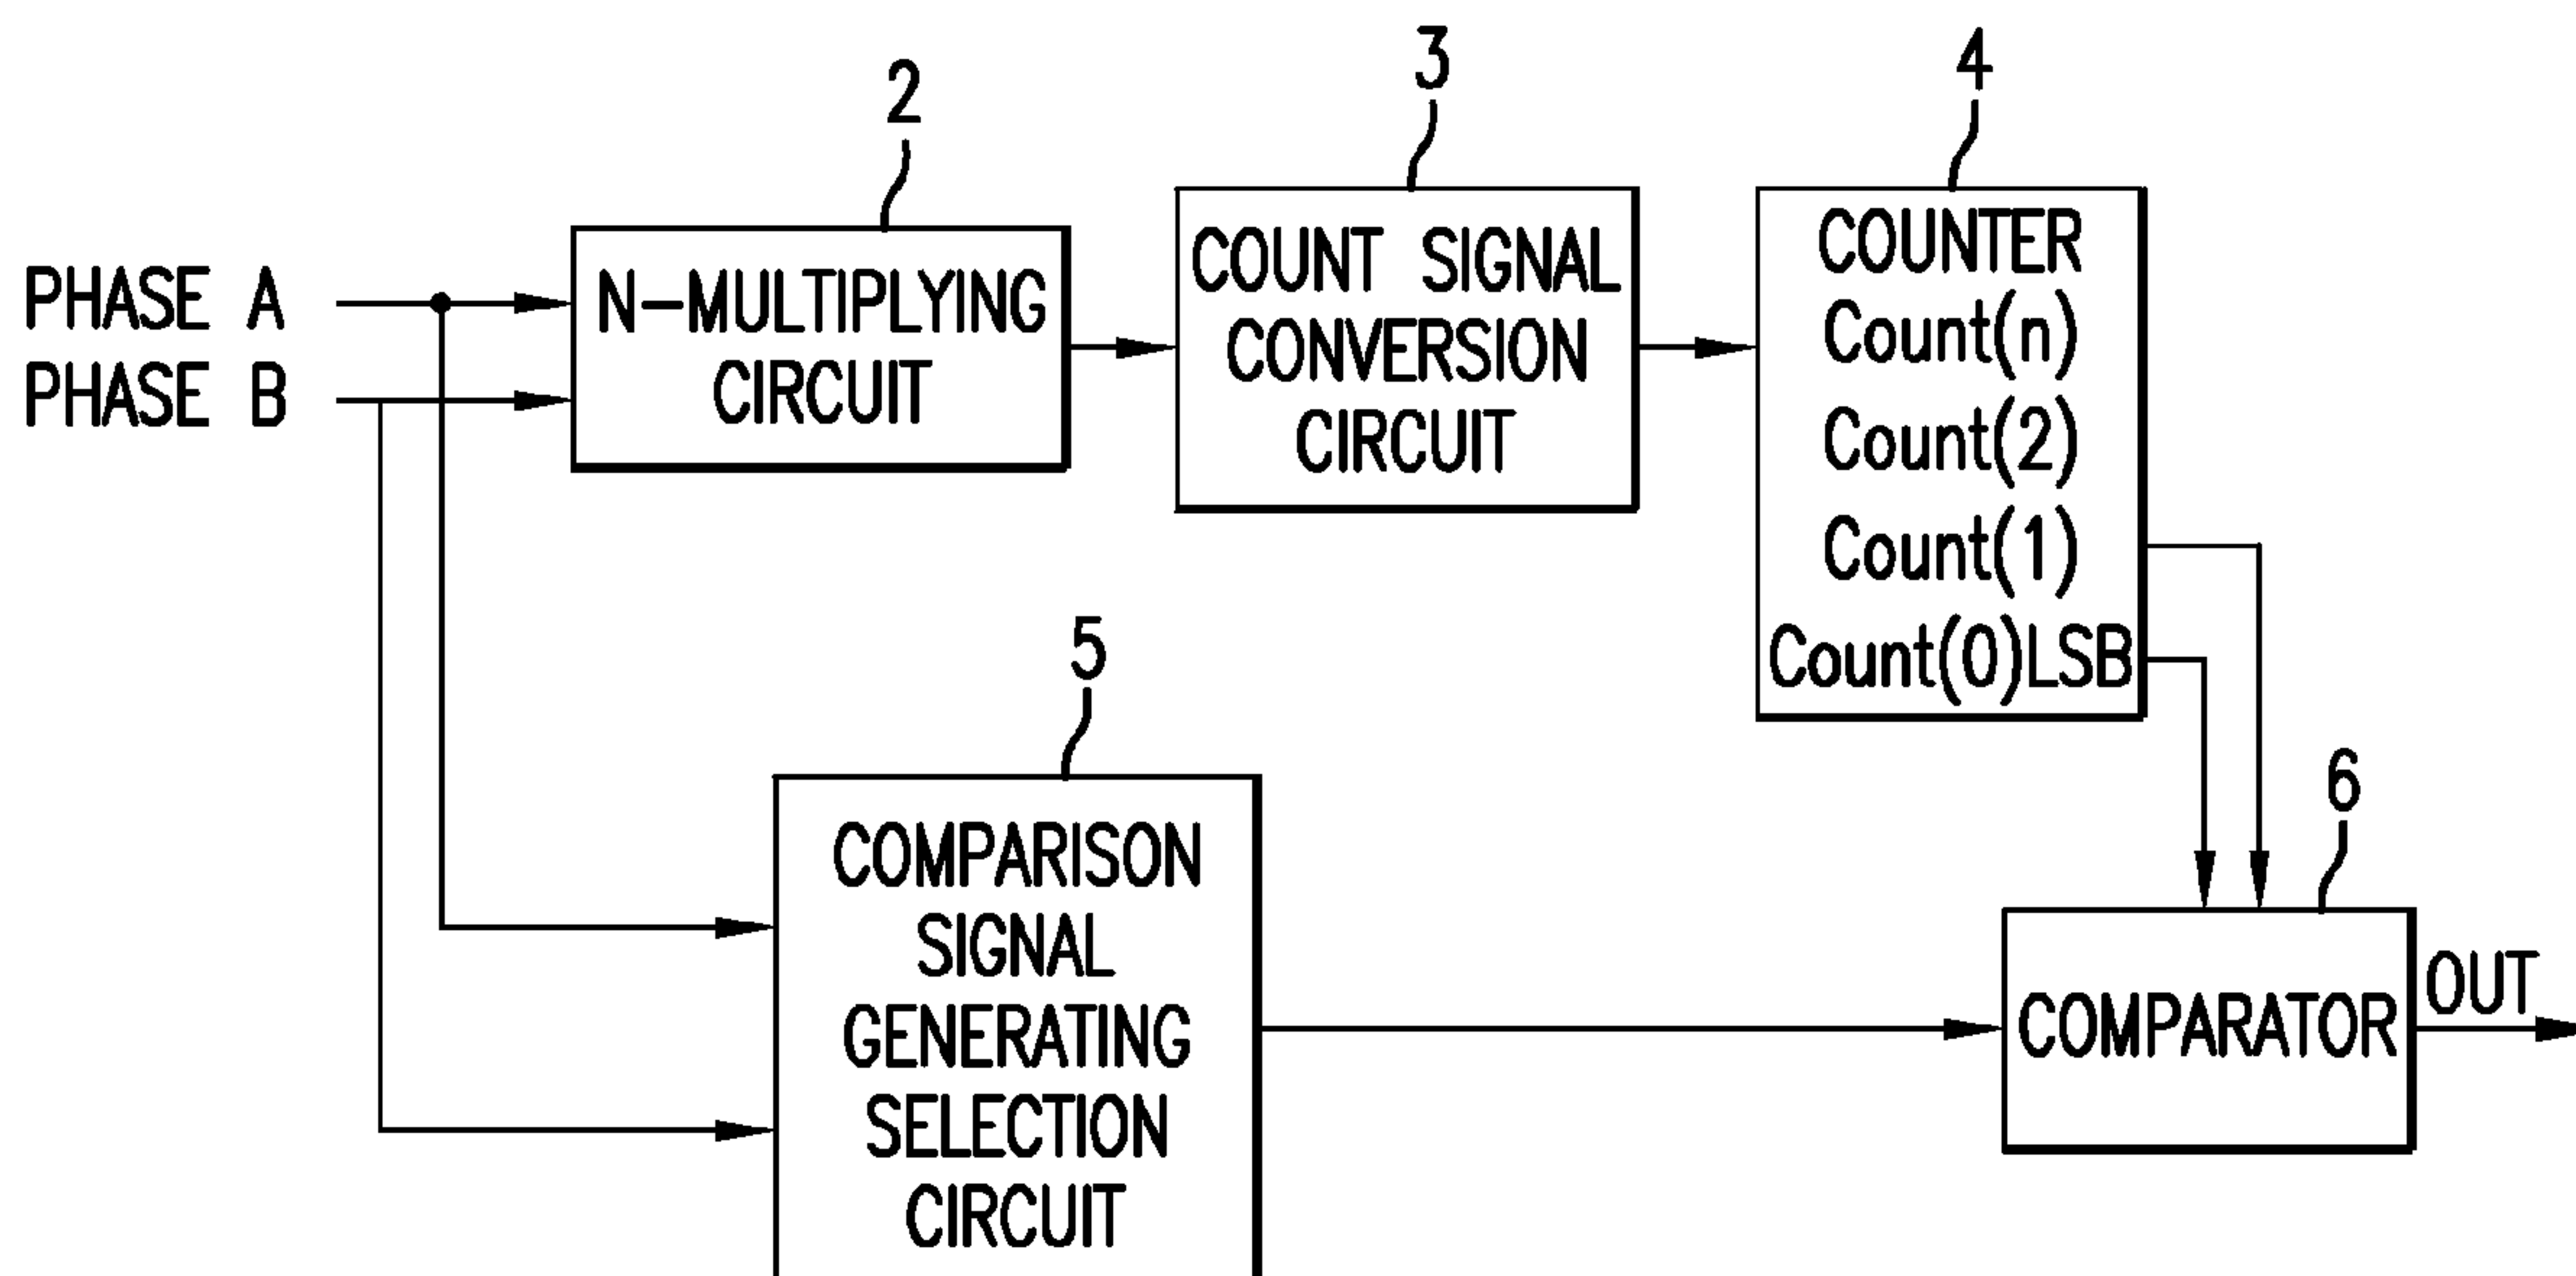 2
3
4
PHASE A
PHASE B
N-MULTIPLYING
CIRCUIT
COUNT SIGNAL
CONVERSION
CIRCUIT
COUNTER
Count(n)
Count(2)
Count(1)
Count(0)LSB
5
COMPARISON
SIGNAL
GENERATING
SELECTION
CIRCUIT
6
COMPARATOR
OUT